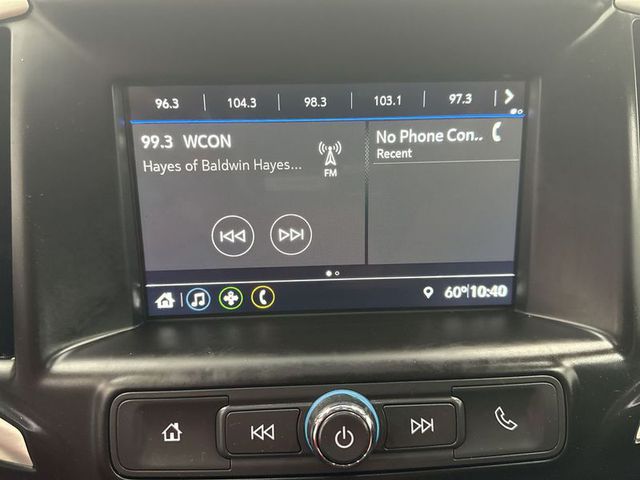 96.3 104.3 98.3 103.1 97.3
99.3 WCON
Hayes of Baldwin Hayes...
FM
No Phone Con..
Recent
60° 10:40